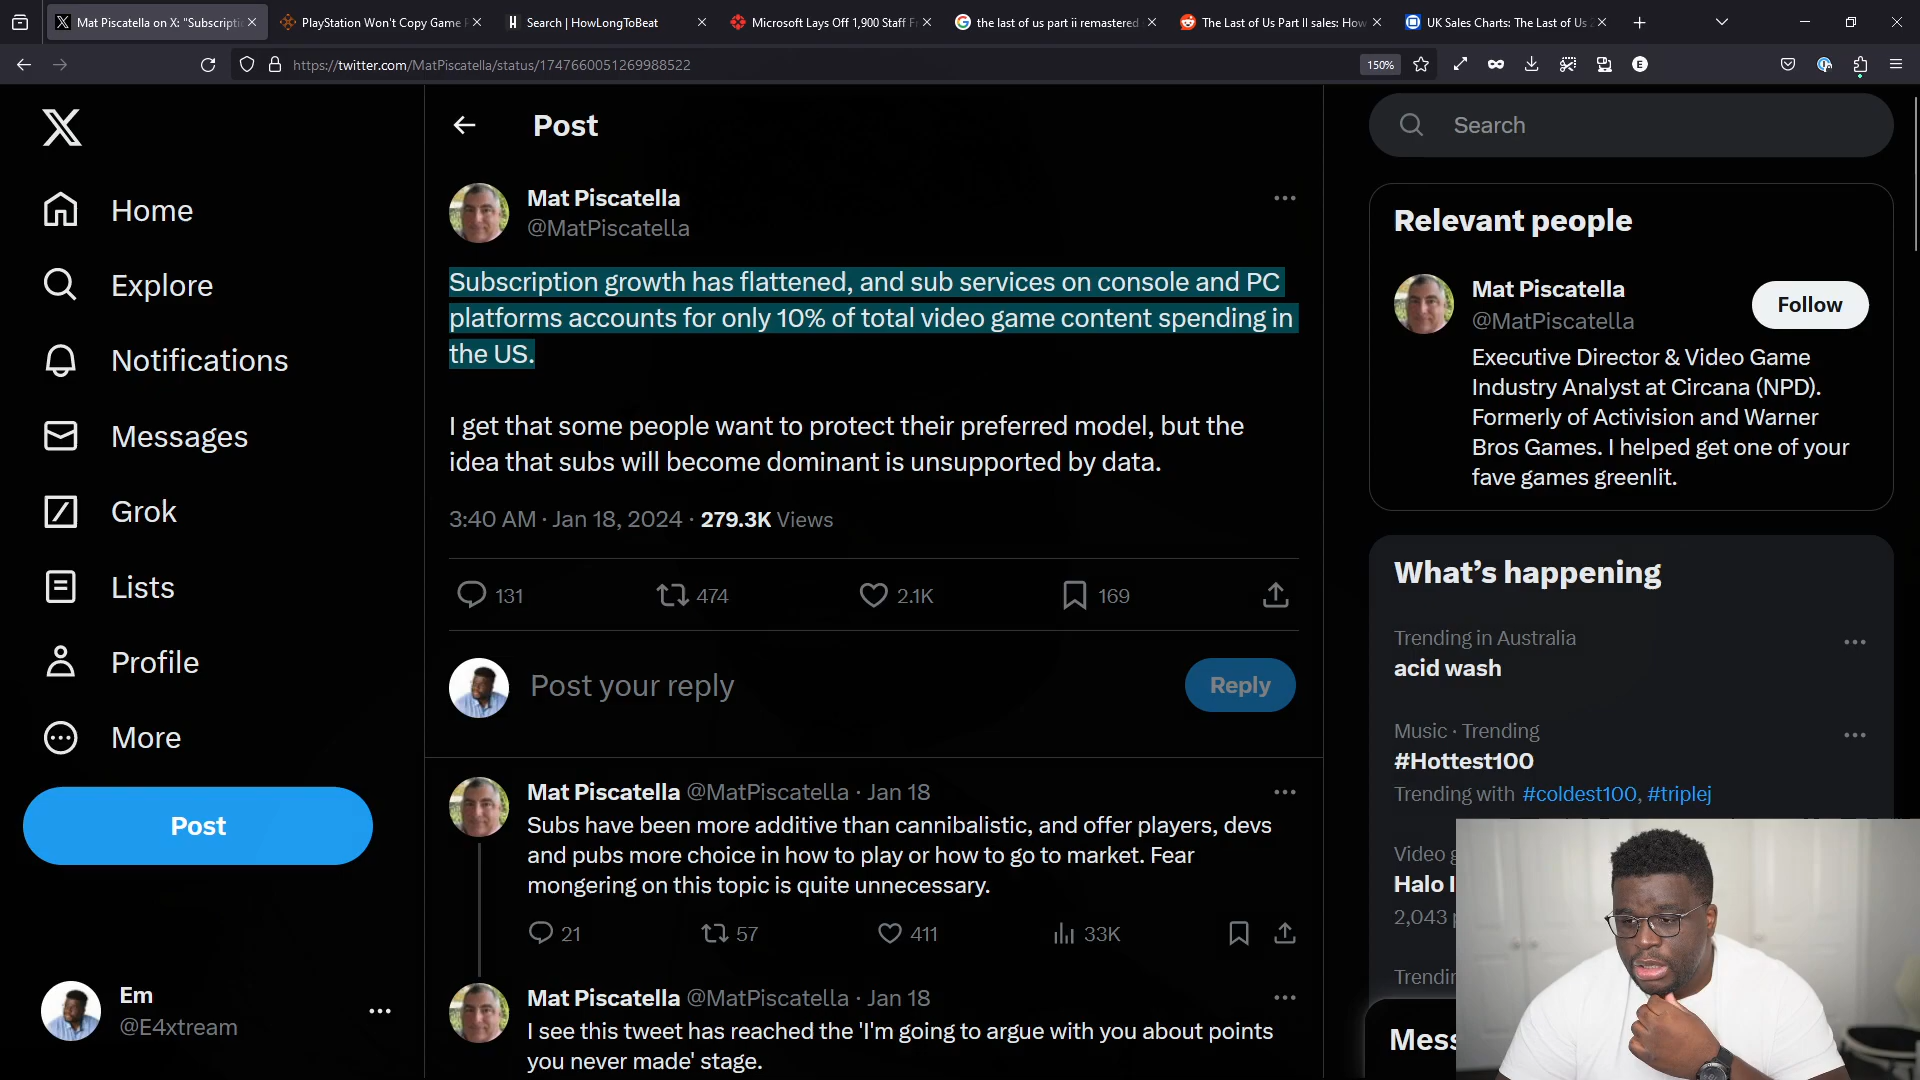 Mat Piscatella on X: "Subscripti
PlayStation Won't Copy Game
Search | HowLongToBeat
Microsoft Lays Off 1,900 Staff F
the last of us part ii remastered
The Last of Us Part II sales: How
UK Sales Charts: The Last of Us
https://twitter.com/MatPiscatella/status/1747660051269988522
150%
E
Post
Search
Mat Piscatella
@MatPiscatella
Subscription growth has flattened, and sub services on console and PC
platforms accounts for only 10% of total video game content spending in
the US.
I get that some people want to protect their preferred model, but the
idea that subs will become dominant is unsupported by data.
3:40 AM · Jan 18, 2024 · 279.3K Views
131
474
2.1K
169
Post your reply
Reply
Mat Piscatella @MatPiscatella · Jan 18
Subs have been more additive than cannibalistic, and offer players, devs
and pubs more choice in how to play or how to go to market. Fear
mongering on this topic is quite unnecessary.
21
57
411
33K
Mat Piscatella @MatPiscatella · Jan 18
I see this tweet has reached the 'I'm going to argue with you about points
you never made' stage.
Home
Explore
Notifications
Messages
Grok
Lists
Profile
More
Post
Em
@E4xtream
Relevant people
Mat Piscatella
@MatPiscatella
Follow
Executive Director & Video Game
Industry Analyst at Circana (NPD).
Formerly of Activision and Warner
Bros Games. I helped get one of your
fave games greenlit.
What's happening
Trending in Australia
acid wash
Music · Trending
#Hottest100
Trending with #coldest100, #triplej
Video g
Halo I
2,043 p
Trendin
Mess